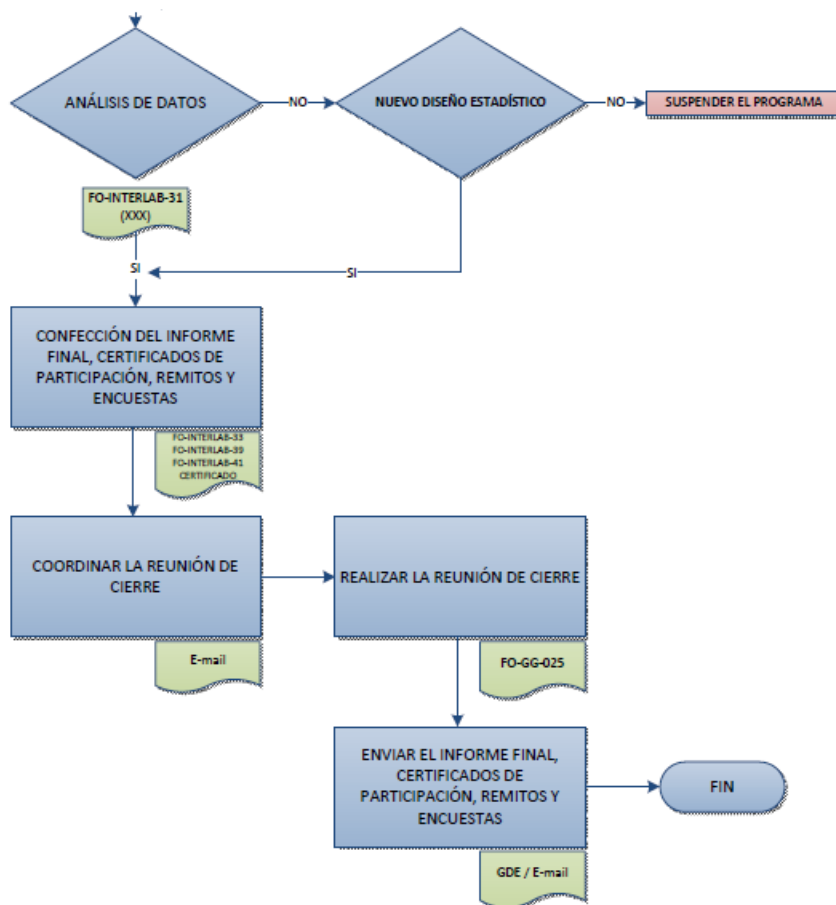 ANÁLISIS DE DATOS
NO
NUEVO DISEÑO ESTADÍSTICO
NO
SUSPENDER EL PROGRAMA
FO-INTERLAB-31
(XXX)
SI
SI
CONFECCIÓN DEL INFORME
FINAL, CERTIFICADOS DE
PARTICIPACIÓN, REMITOS Y
ENCUESTAS
FO-INTERLAB-33
FO-INTERLAB-39
FO-INTERLAB-41
CERTIFICADO
COORDINAR LA REUNIÓN DE
CIERRE
E-mail
REALIZAR LA REUNIÓN DE CIERRE
FO-GG-025
ENVIAR EL INFORME FINAL,
CERTIFICADOS DE
PARTICIPACIÓN, REMITOS Y
ENCUESTAS
GDE / E-mail
FIN